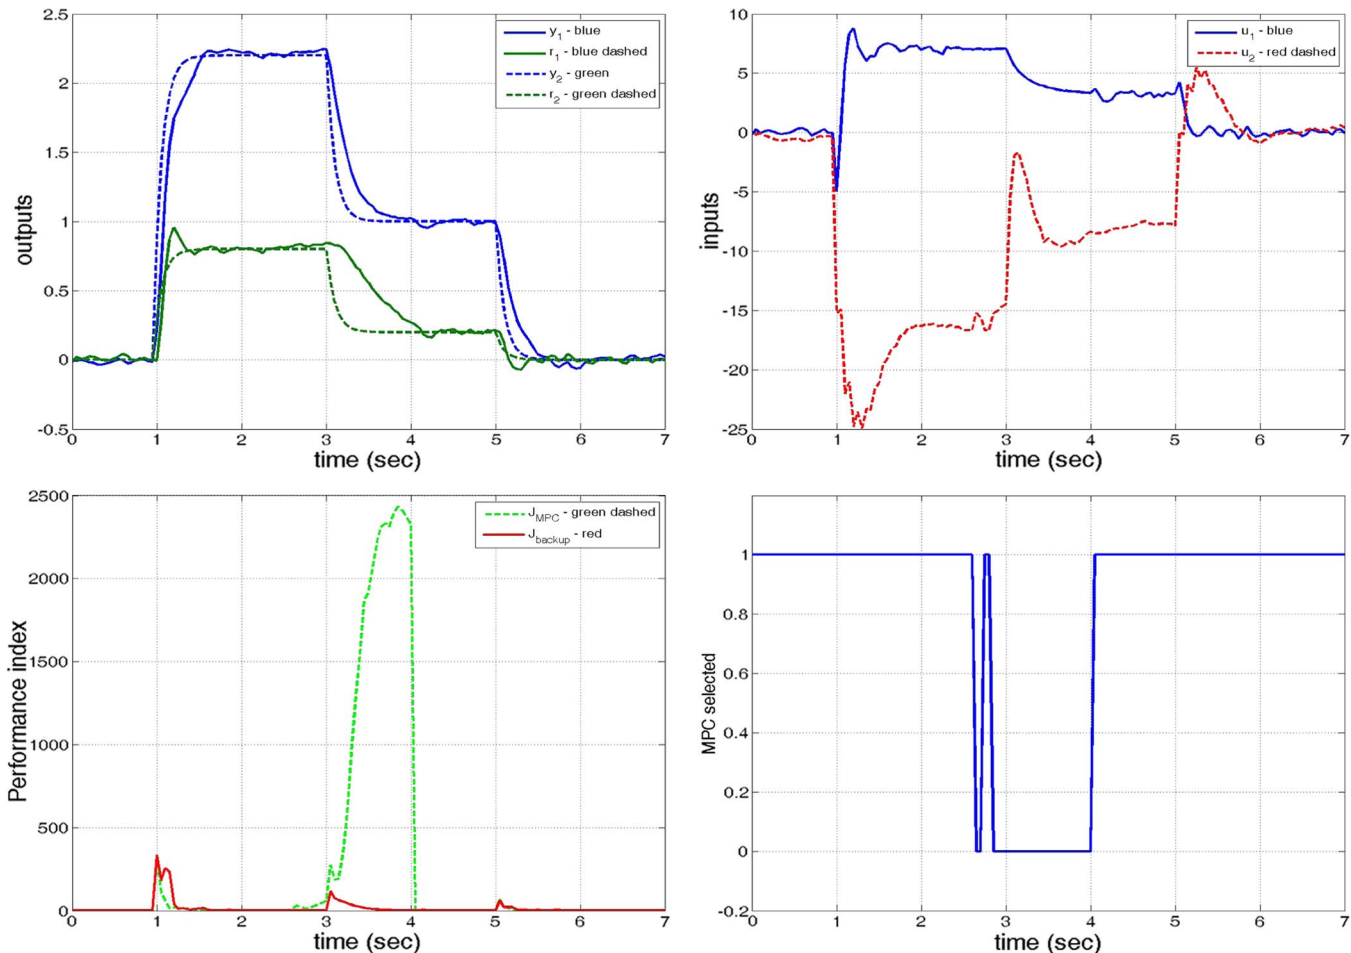 2.5
2
1.5
1
0.5
0
-0.5
outputs
0 1 2 3 4 5 6 7
time (sec)
y1 - blue
r1 - blue dashed
y2 - green
r2 - green dashed
10
5
0
-5
-10
-15
-20
-25
inputs
0 1 2 3 4 5 6 7
time (sec)
u1 - blue
u2 - red dashed
2500
2000
1500
1000
500
0
Performance index
0 1 2 3 4 5 6 7
time (sec)
JMPC - green dashed
Jbackup - red
1
0.8
0.6
0.4
0.2
0
-0.2
MPC selected
0 1 2 3 4 5 6 7
time (sec)